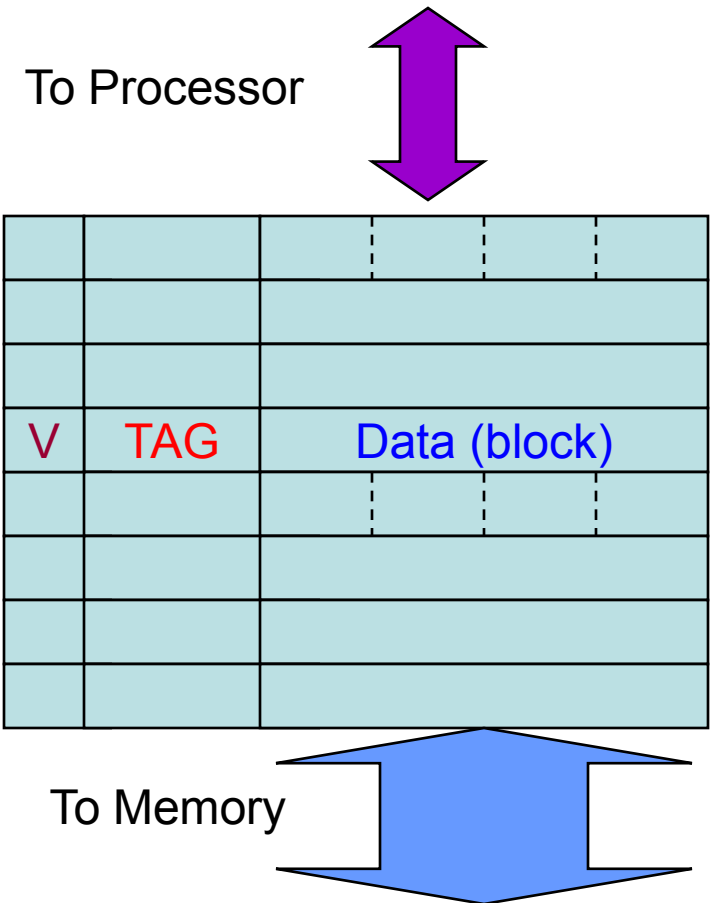 To Processor
V TAG Data (block)
To Memory